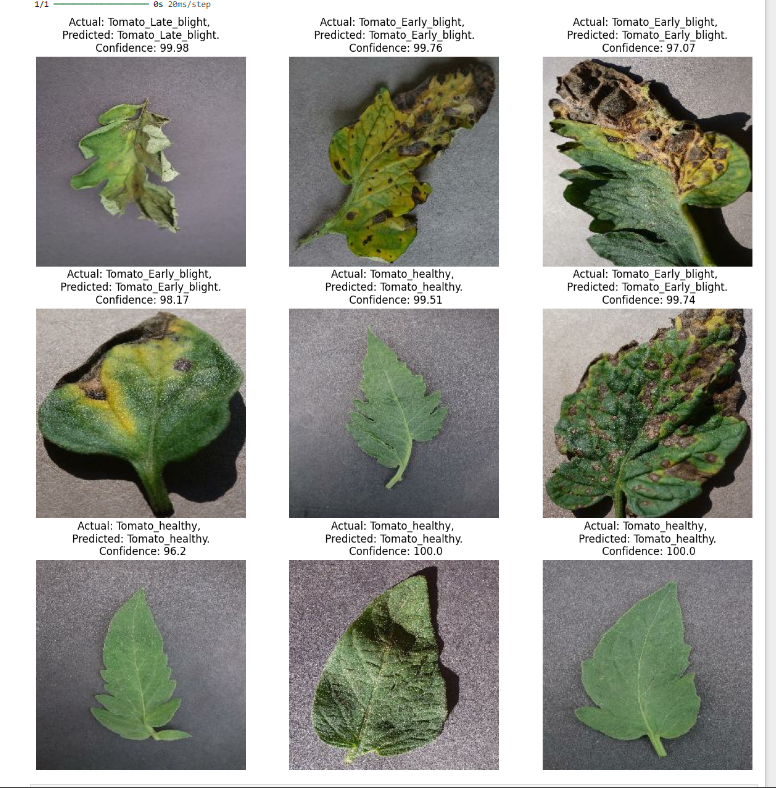 1/1 ━━━━━━━━━━━━━━━━━━━━ 0s 20ms/step
Actual: Tomato_Late_blight,
Predicted: Tomato_Late_blight.
Confidence: 99.98
Actual: Tomato_Early_blight,
Predicted: Tomato_Early_blight.
Confidence: 99.76
Actual: Tomato_Early_blight,
Predicted: Tomato_Early_blight.
Confidence: 97.07
Actual: Tomato_Early_blight,
Predicted: Tomato_Early_blight.
Confidence: 98.17
Actual: Tomato_healthy,
Predicted: Tomato_healthy.
Confidence: 99.51
Actual: Tomato_Early_blight,
Predicted: Tomato_Early_blight.
Confidence: 99.74
Actual: Tomato_healthy,
Predicted: Tomato_healthy.
Confidence: 96.2
Actual: Tomato_healthy,
Predicted: Tomato_healthy.
Confidence: 100.0
Actual: Tomato_healthy,
Predicted: Tomato_healthy.
Confidence: 100.0